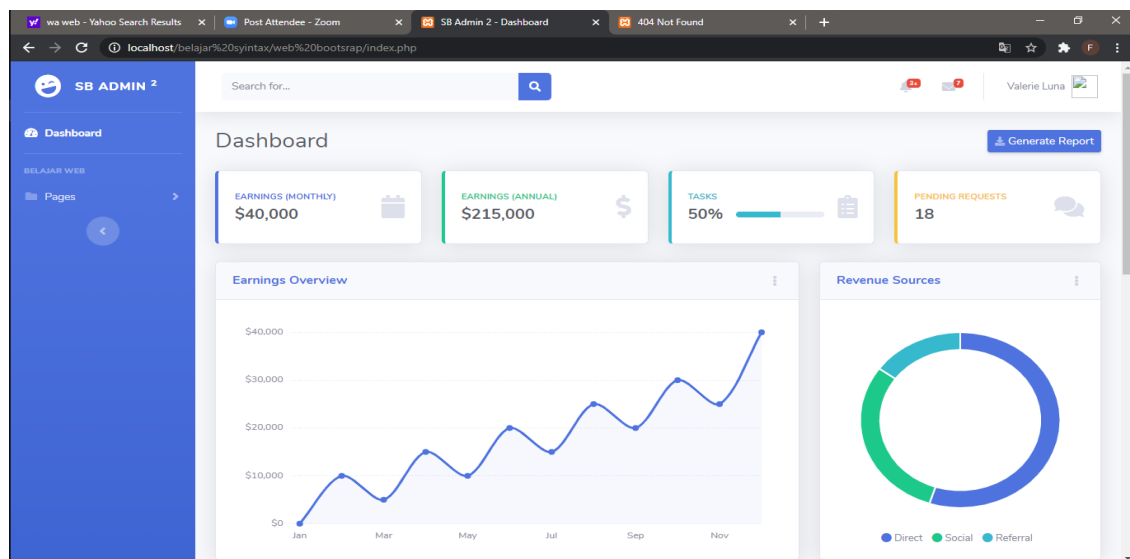 wa web - Yahoo Search Results
Post Attendee - Zoom
SB Admin 2 - Dashboard
404 Not Found
localhost/belajar%20syintax/web%20bootsrap/index.php
F
SB ADMIN 2
Search for...
3+
7
Valerie Luna
Dashboard
Dashboard
Generate Report
BELAJAR WEB
Pages
EARNINGS (MONTHLY)
$40,000
EARNINGS (ANNUAL)
$215,000
TASKS
50%
PENDING REQUESTS
18
Earnings Overview
Revenue Sources
$40,000
$30,000
$20,000
$10,000
$0
Jan Mar May Jul Sep Nov
Direct Social Referral